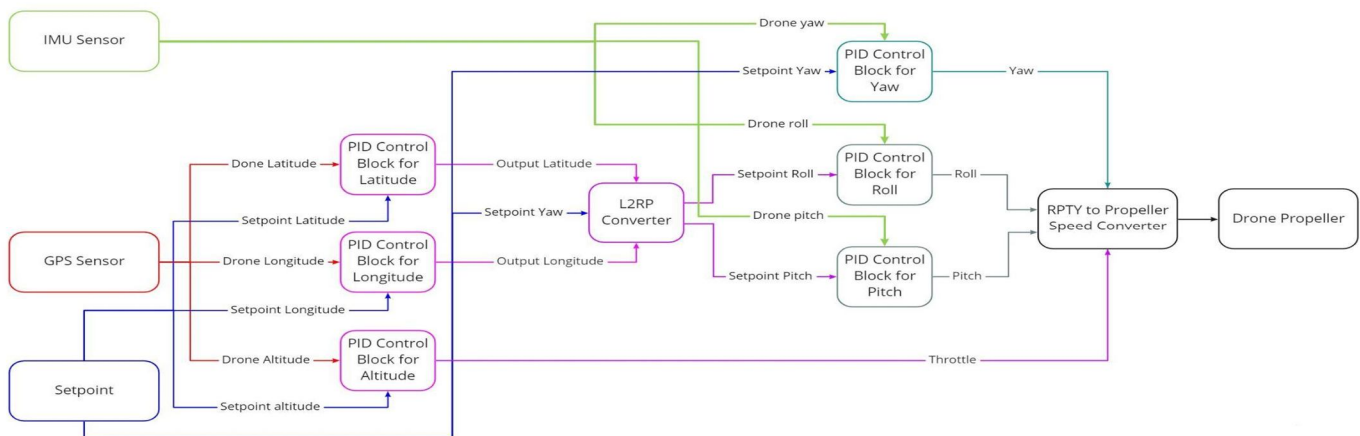 IMU Sensor
Drone yaw
PID Control
Block for
Yaw
Setpoint Yaw
Yaw
Drone roll
PID Control
Block for
Roll
Done Latitude
PID Control
Block for
Latitude
Output Latitude
Setpoint Roll
Roll
Setpoint Latitude
Setpoint Yaw
L2RP
Converter
Drone pitch
RPTY to Propeller
Speed Converter
Drone Propeller
GPS Sensor
Drone Longitude
PID Control
Block for
Longitude
Output Longitude
Setpoint Pitch
PID Control
Block for
Pitch
Pitch
Setpoint Longitude
Drone Altitude
PID Control
Block for
Altitude
Throttle
Setpoint
Setpoint altitude